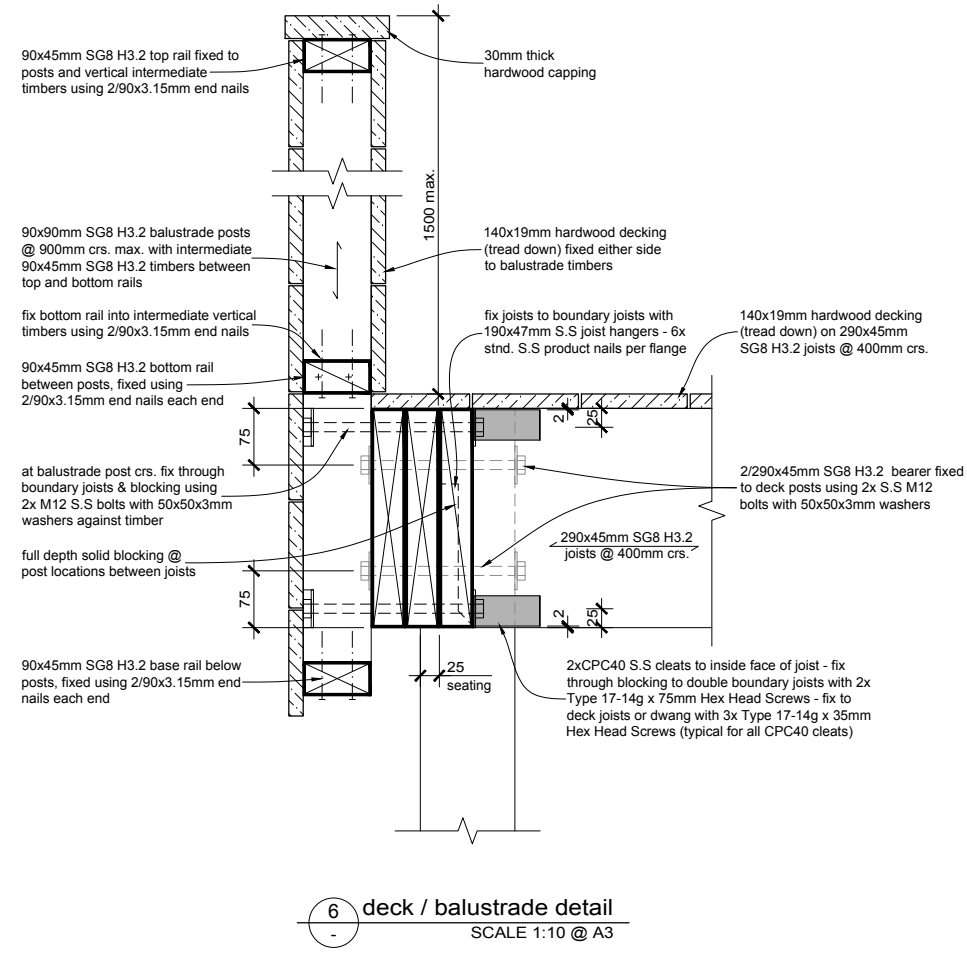 90x45mm SG8 H3.2 top rail fixed to
posts and vertical intermediate
timbers using 2/90x3.15mm end nails
30mm thick
hardwood capping
1500 max.
90x90mm SG8 H3.2 balustrade posts
@ 900mm crs. max. with intermediate
90x45mm SG8 H3.2 timbers between
top and bottom rails
140x19mm hardwood decking
(tread down) fixed either side
to balustrade timbers
fix bottom rail into intermediate vertical
timbers using 2/90x3.15mm end nails
fix joists to boundary joists with
190x47mm S.S joist hangers - 6x
stnd. S.S product nails per flange
140x19mm hardwood decking
(tread down) on 290x45mm
SG8 H3.2 joists @ 400mm crs.
90x45mm SG8 H3.2 bottom rail
between posts, fixed using
2/90x3.15mm end nails each end
75
2
25
at balustrade post crs. fix through
boundary joists & blocking using
2x M12 S.S bolts with 50x50x3mm
washers against timber
2/290x45mm SG8 H3.2 bearer fixed
to deck posts using 2x S.S M12
bolts with 50x50x3mm washers
full depth solid blocking @
post locations between joists
290x45mm SG8 H3.2
joists @ 400mm crs.
75
2
25
90x45mm SG8 H3.2 base rail below
posts, fixed using 2/90x3.15mm end
nails each end
25
seating
2xCPC40 S.S cleats to inside face of joist - fix
through blocking to double boundary joists with 2x
Type 17-14g x 75mm Hex Head Screws - fix to
deck joists or dwang with 3x Type 17-14g x 35mm
Hex Head Screws (typical for all CPC40 cleats)
6
-
deck / balustrade detail
SCALE 1:10 @ A3